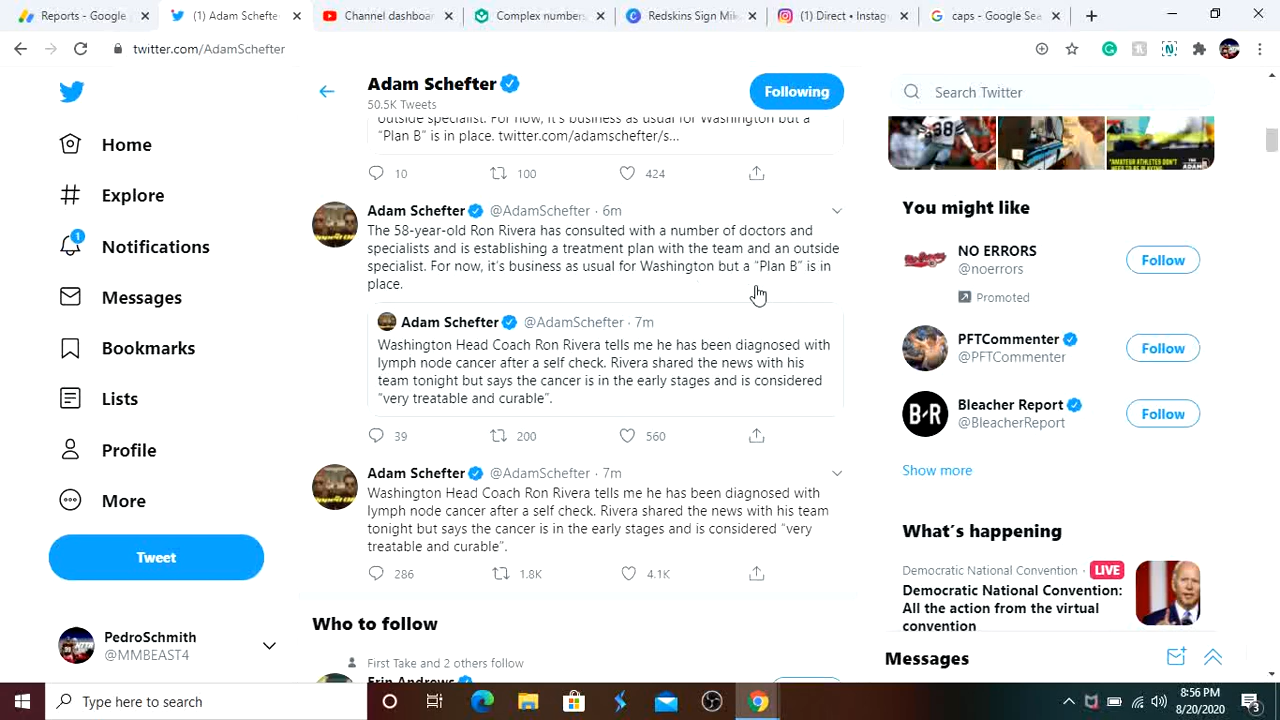 Ads report - Google
(1) Adam Schefte
Channel dashboar
Complex numbers,
Redskins Sign Mik
(1) Direct • Instag
caps - Google Sea
twitter.com/AdamSchefter
Adam Schefter
50.5K Tweets
Following
Search Twitter
Home
Explore
1
Notifications
Messages
Bookmarks
Lists
Profile
More
Tweet
PedroSchmith
@MMBEAST4
outside specialist. For now, it's business as usual for Washington but a
“Plan B” is in place. twitter.com/adamschefter/s...
10 100 424
Adam Schefter @AdamSchefter · 6m
The 58-year-old Ron Rivera has consulted with a number of doctors and
specialists and is establishing a treatment plan with the team and an outside
specialist. For now, it's business as usual for Washington but a “Plan B” is in
place.
Adam Schefter @AdamSchefter · 7m
Washington Head Coach Ron Rivera tells me he has been diagnosed with
lymph node cancer after a self check. Rivera shared the news with his
team tonight but says the cancer is in the early stages and is considered
“very treatable and curable”.
39 200 560
Adam Schefter @AdamSchefter · 7m
Washington Head Coach Ron Rivera tells me he has been diagnosed with
lymph node cancer after a self check. Rivera shared the news with his team
tonight but says the cancer is in the early stages and is considered “very
treatable and curable”.
286 1.8K 4.1K
Who to follow
First Take and 2 others follow
Erin Andrews
38
"AMATEUR ATHLETES DON'T
You might like
NO ERRORS
@noerrors
Promoted
Follow
PFTCommenter
@PFTCommenter
Follow
B·R
Bleacher Report
@BleacherReport
Follow
Show more
What's happening
Democratic National Convention · LIVE
Democratic National Convention:
All the action from the virtual
convention
Messages
Type here to search
8:56 PM
8/20/2020
3